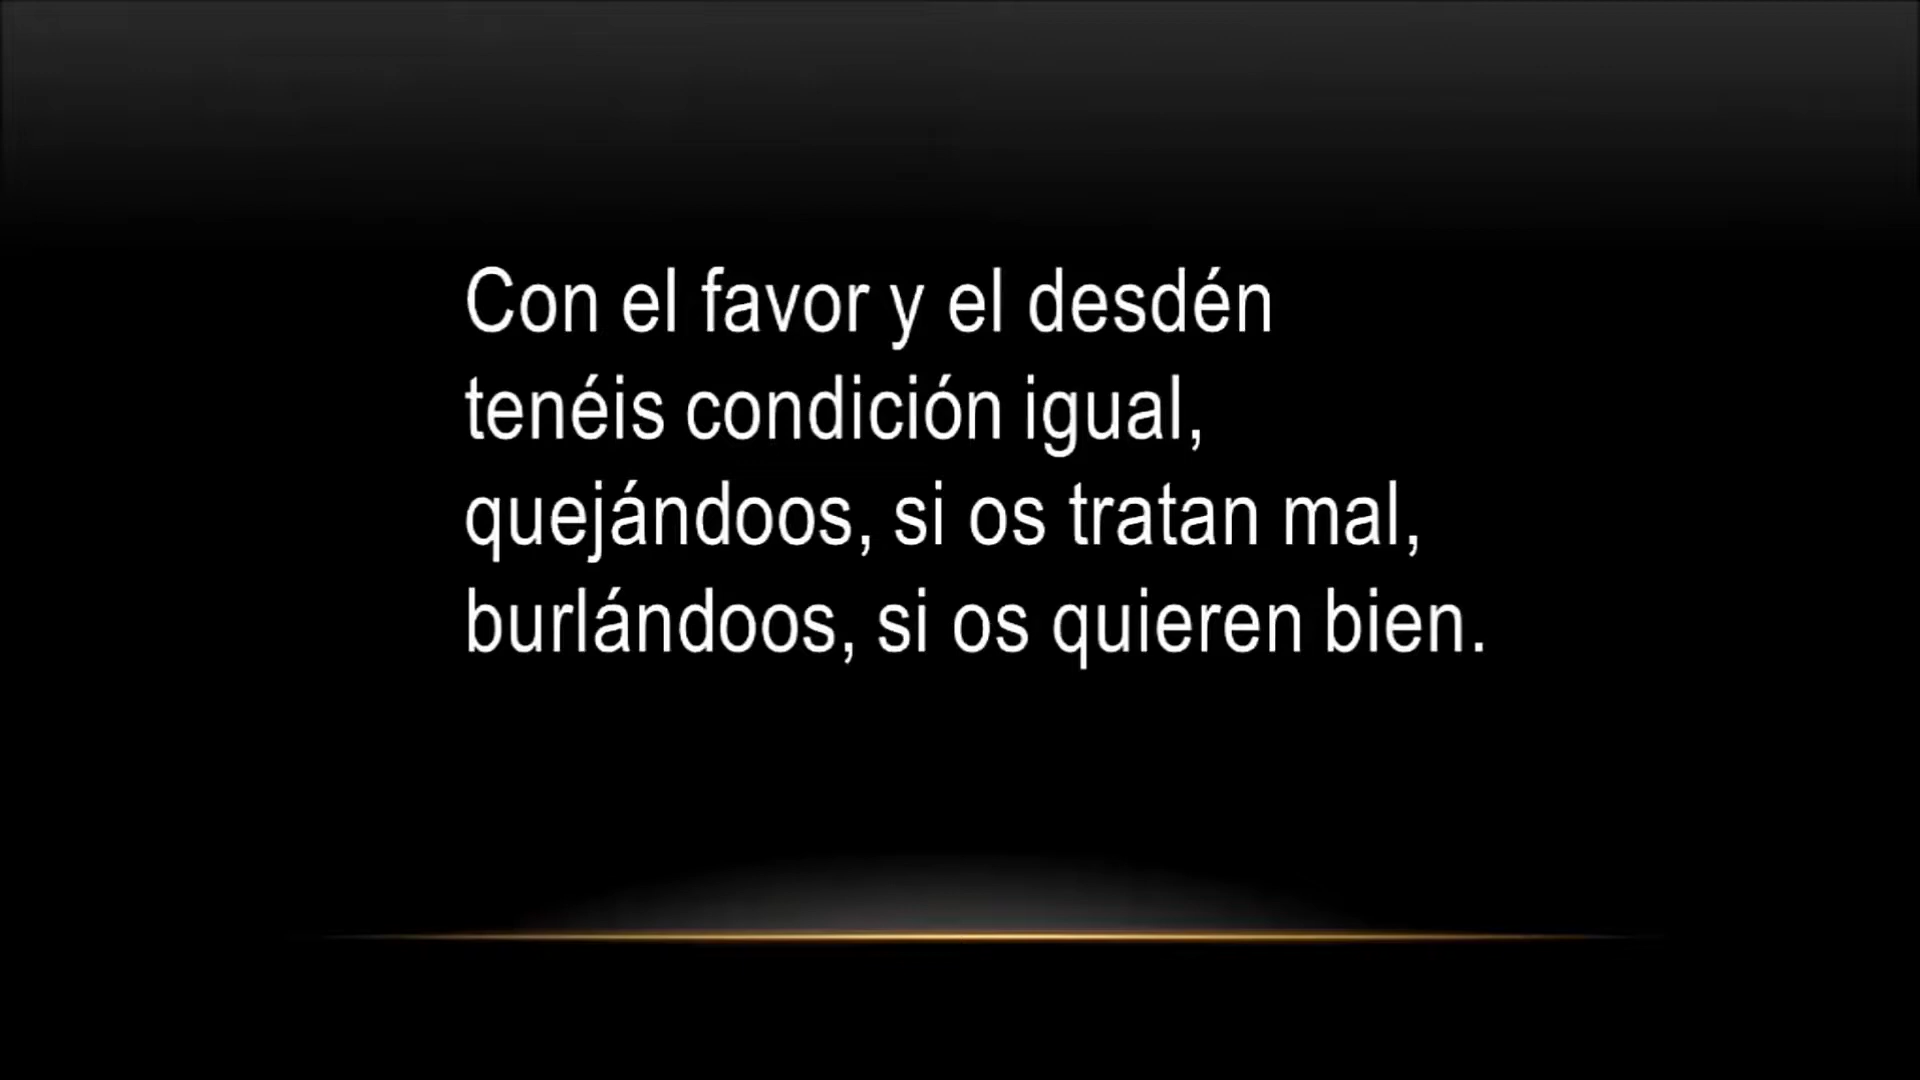 Con el favor y el desdén
tenéis condición igual,
quejándoos, si os tratan mal,
burlándoos, si os quieren bien.